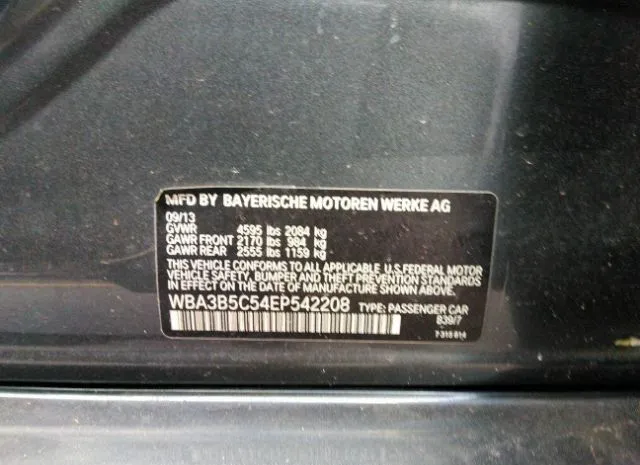 MFD BY BAYERISCHE MOTOREN WERKE AG
09/13
GVWR 4595 lbs 2084 kg
GAWR FRONT 2170 lbs 984 kg
GAWR REAR 2555 lbs 1159 kg
THIS VEHICLE CONFORMS TO ALL APPLICABLE U.S.FEDERAL MOTOR
VEHICLE SAFETY, BUMPER AND THEFT PREVENTION STANDARDS
IN EFFECT ON THE DATE OF MANUFACTURE SHOWN ABOVE.
WBA3B5C54EP542208 TYPE: PASSENGER CAR